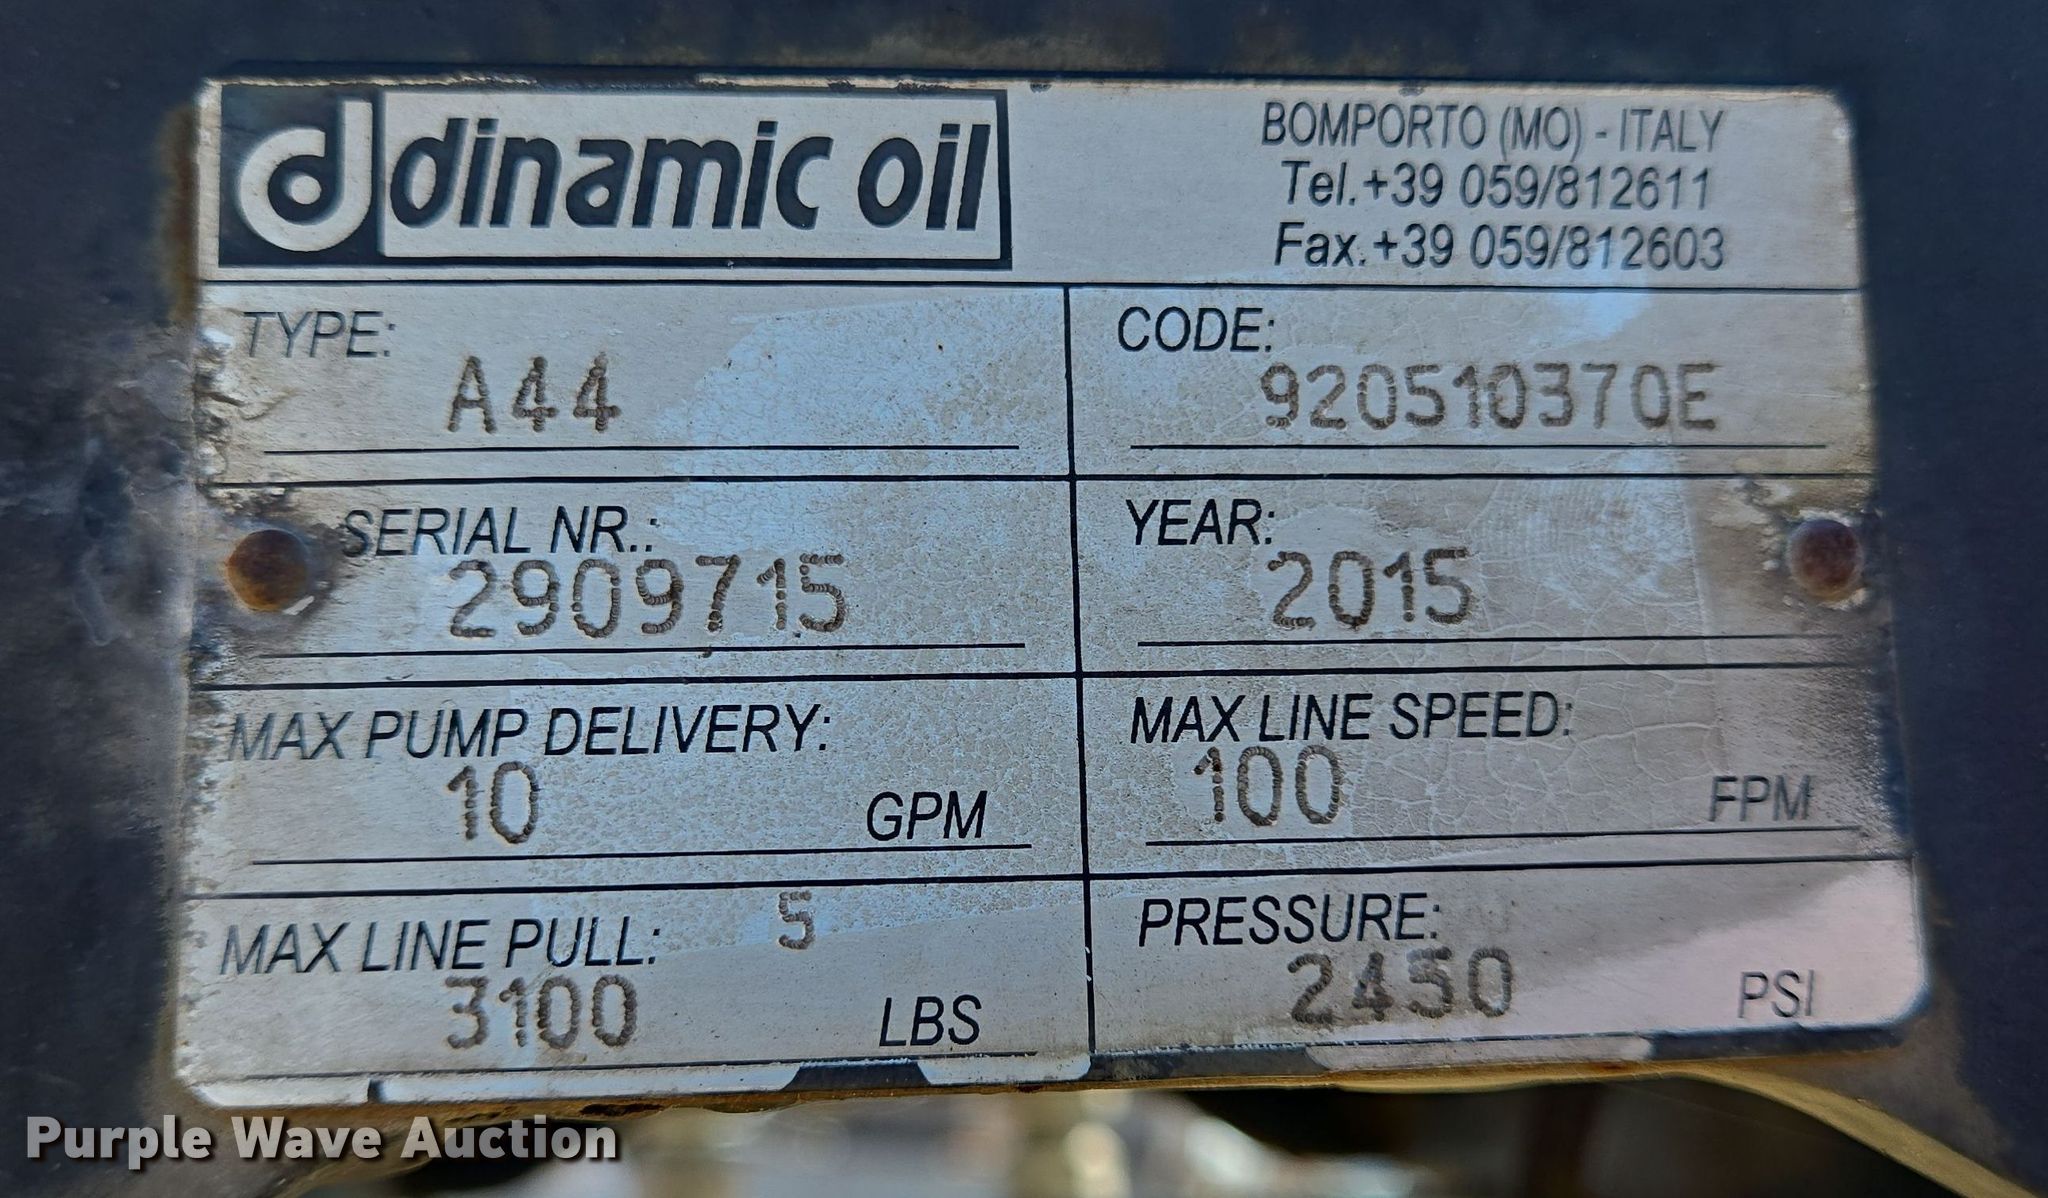 dinamic oil
BOMPORTO (MO) - ITALY
Tel.+39 059/812611
Fax.+39 059/812603
TYPE:
A44
CODE:
920510370E
SERIAL NR.:
2909715
YEAR:
2015
MAX PUMP DELIVERY:
10 GPM
MAX LINE SPEED:
100 FPM
MAX LINE PULL: 5
3100 LBS
PRESSURE:
2450 PSI
Purple Wave Auction